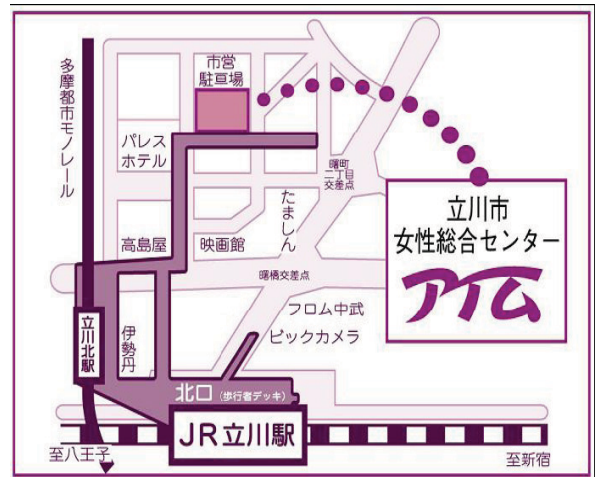 市営
駐車場
多摩都市モノレール
パレス
ホテル
曙町
二丁目
交差点
立川市
女性総合センター
アイム
たましん
高島屋
映画館
曙橋交差点
フロム中武
ビックカメラ
立川北駅
伊勢丹
北口（歩行者デッキ）
JR立川駅
至八王子
至新宿